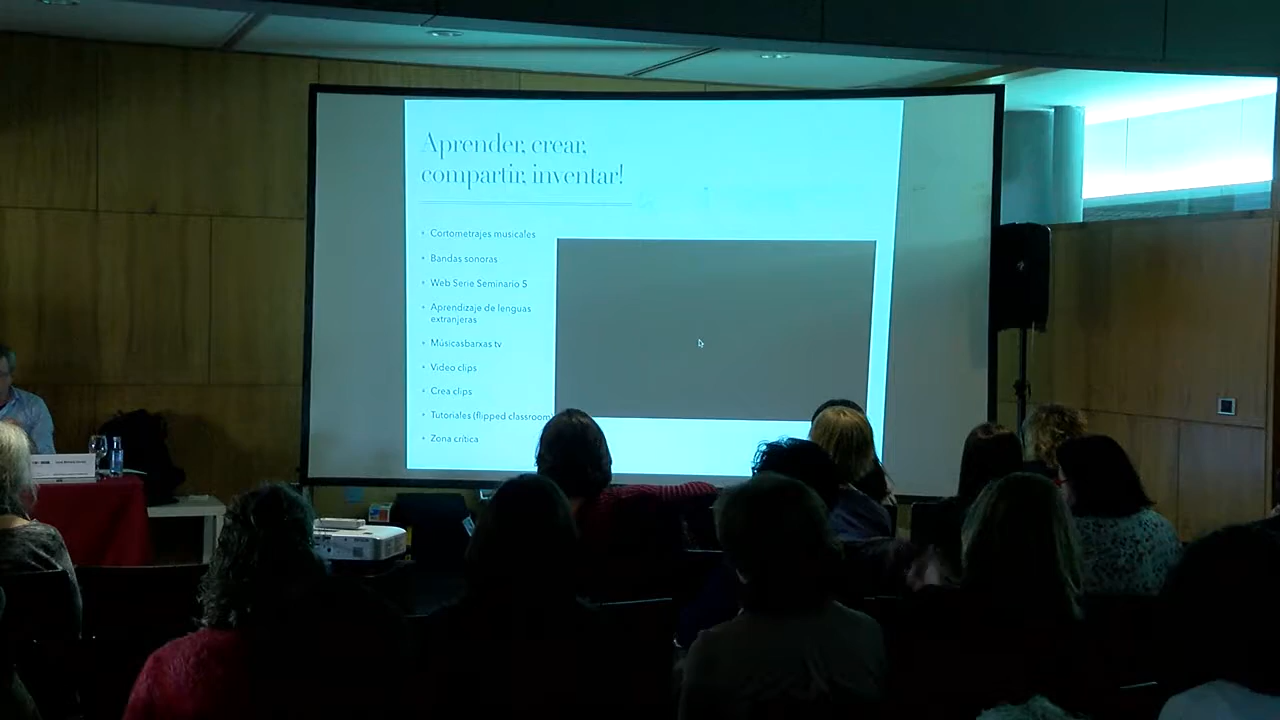 Aprender, crear,
compartir, inventar!
Cortometrajes musicales
Bandas sonoras
Web Serie Seminario 5
Aprendizaje de lenguas
extranjeras
Músicasbarxas tv
Video clips
Crea clips
Tutoriales (flipped classroom)
Zona crítica